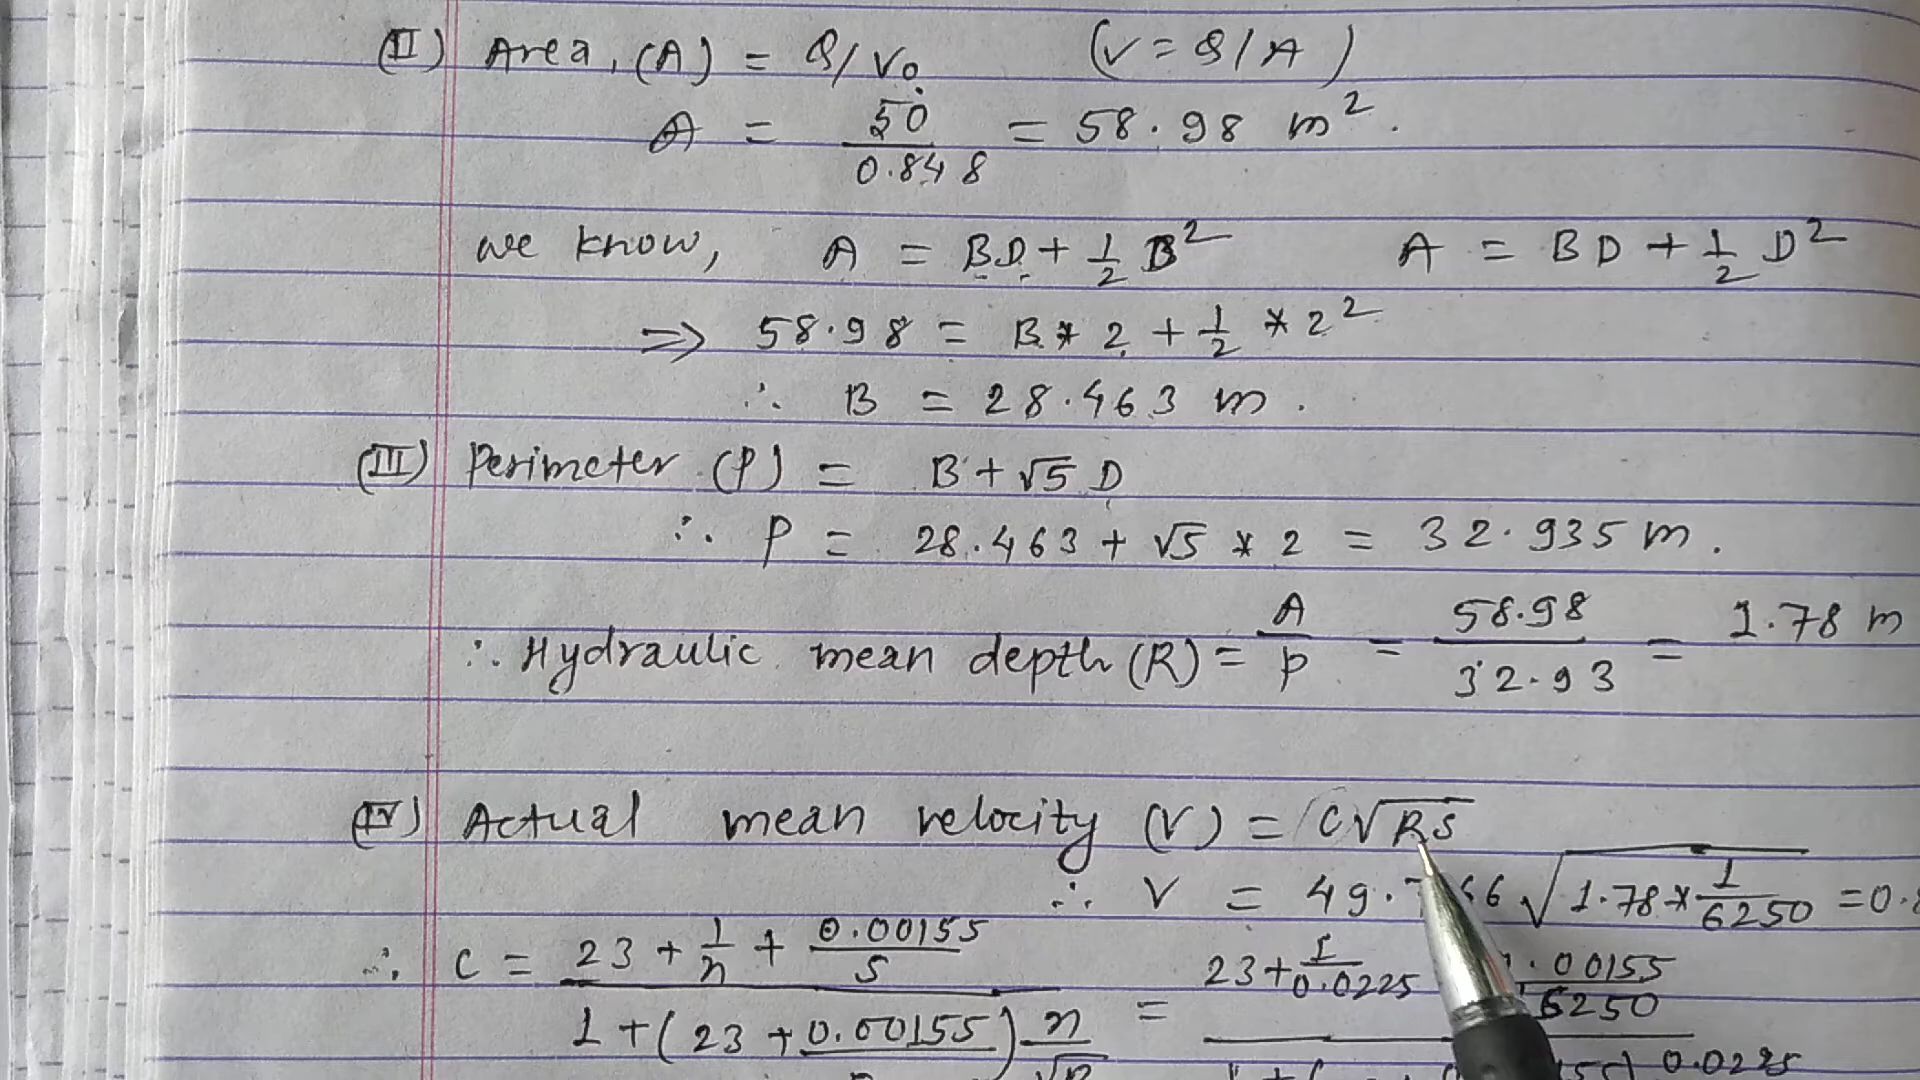 (II) Area, (A) = Q/V₀ (V = Q/A)
A = 50/0.848 = 58.98 m².
we know, A = BD + 1/2 B² A = BD + 1/2 D²
⇒ 58.98 = B * 2 + 1/2 * 2²
∴ B = 28.463 m.
(III) Perimeter (P) = B + √5 D
∴ P = 28.463 + √5 * 2 = 32.935 m.
∴ Hydraulic mean depth (R) = A/P = 58.98/32.93 = 1.78 m
(IV) Actual mean velocity (V) = C√RS
∴ V = 49. 66 √1.78 * 1/6250 = 0.8
∴ C = 23 + 1/n + 0.00155/S = 23 + 1/0.0225 .00155 6250
1 + (23 + 0.00155) n 0.0225